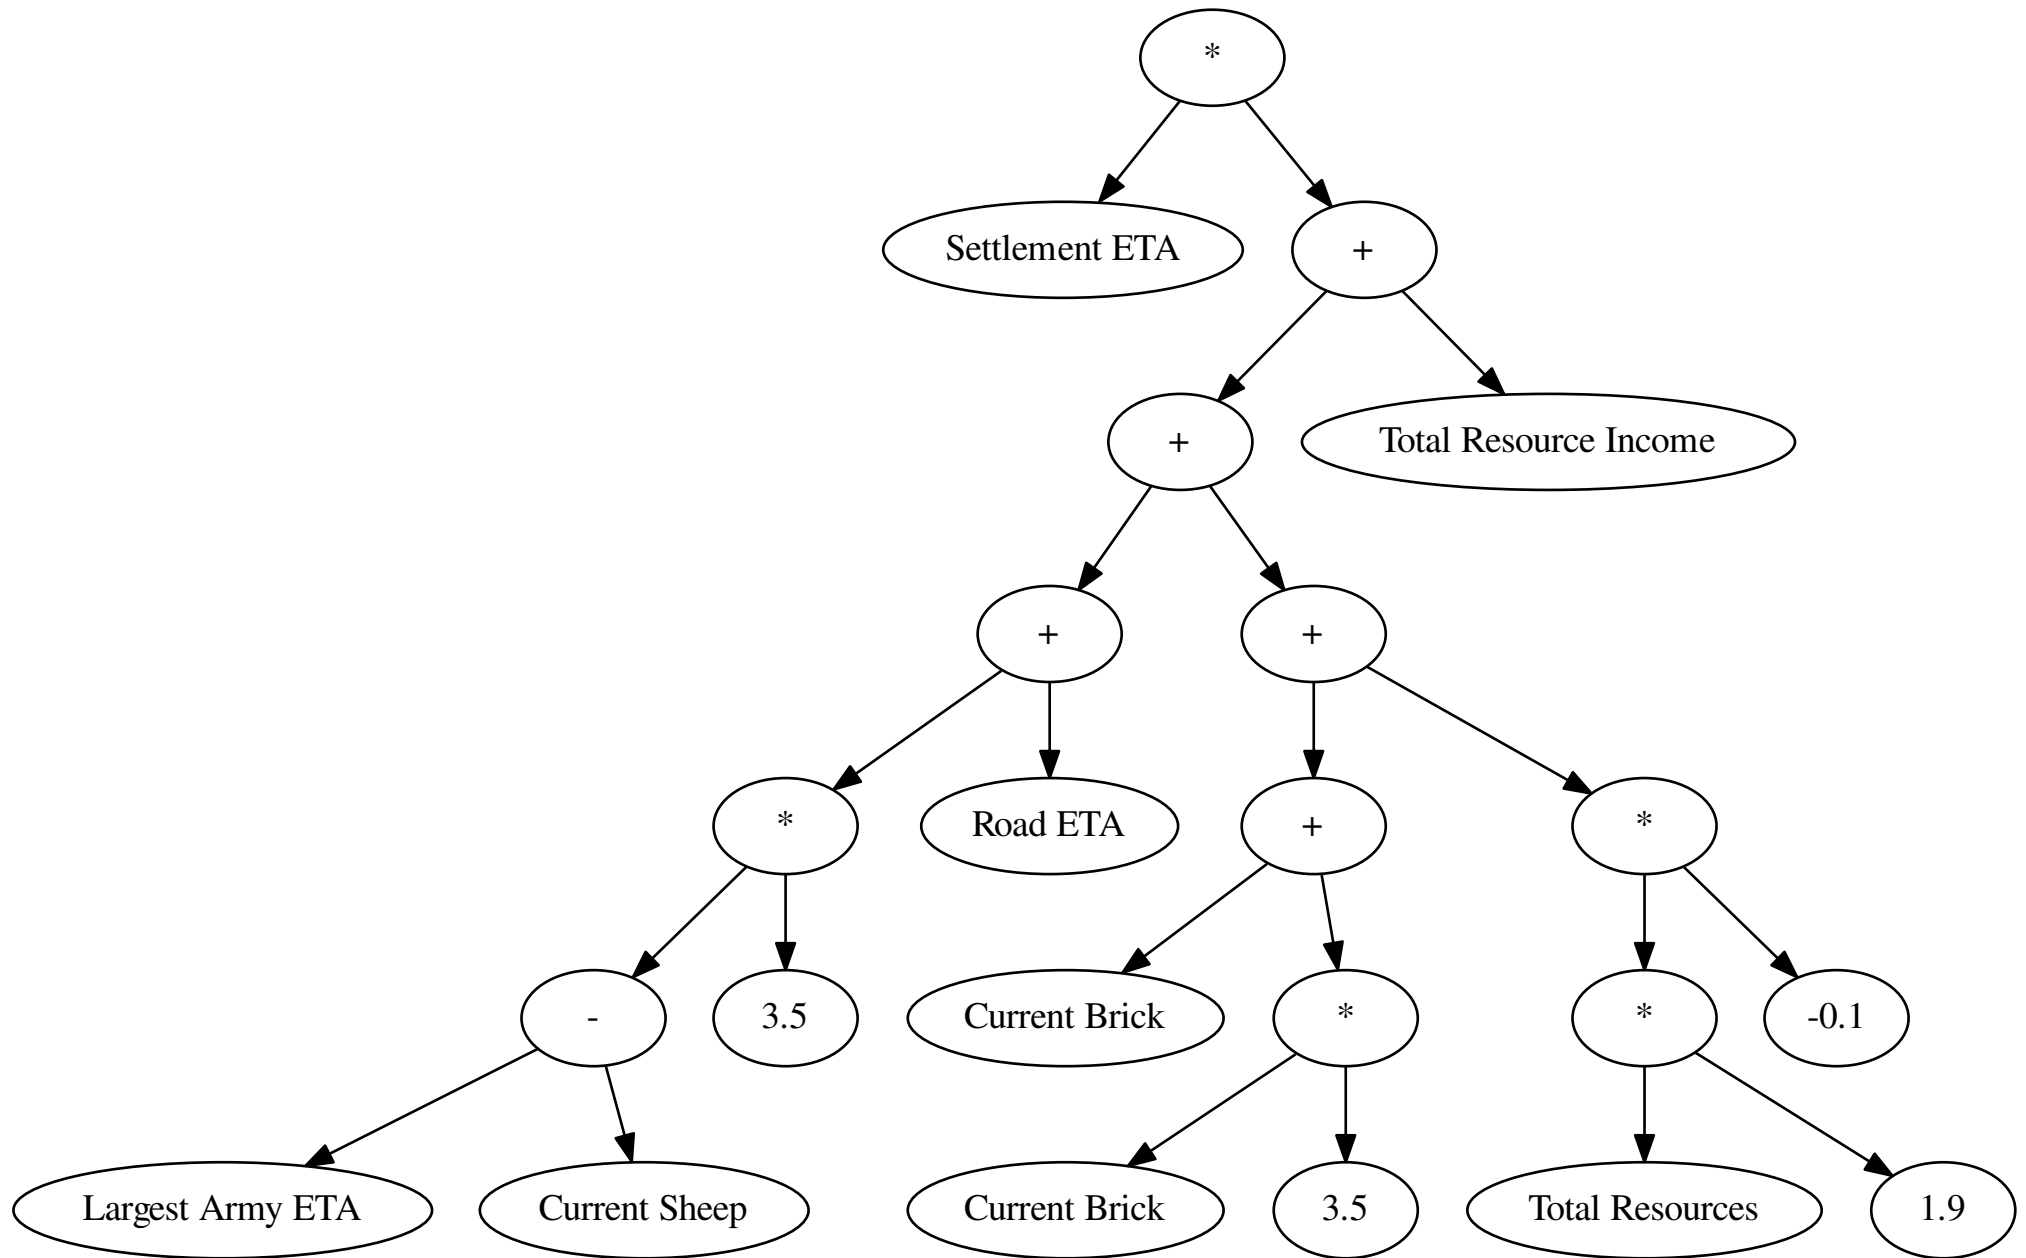 *
Settlement ETA
+
+
Total Resource Income
+
+
*
Road ETA
+
*
-
3.5
Current Brick
*
*
-0.1
Largest Army ETA
Current Sheep
Current Brick
3.5
Total Resources
1.9